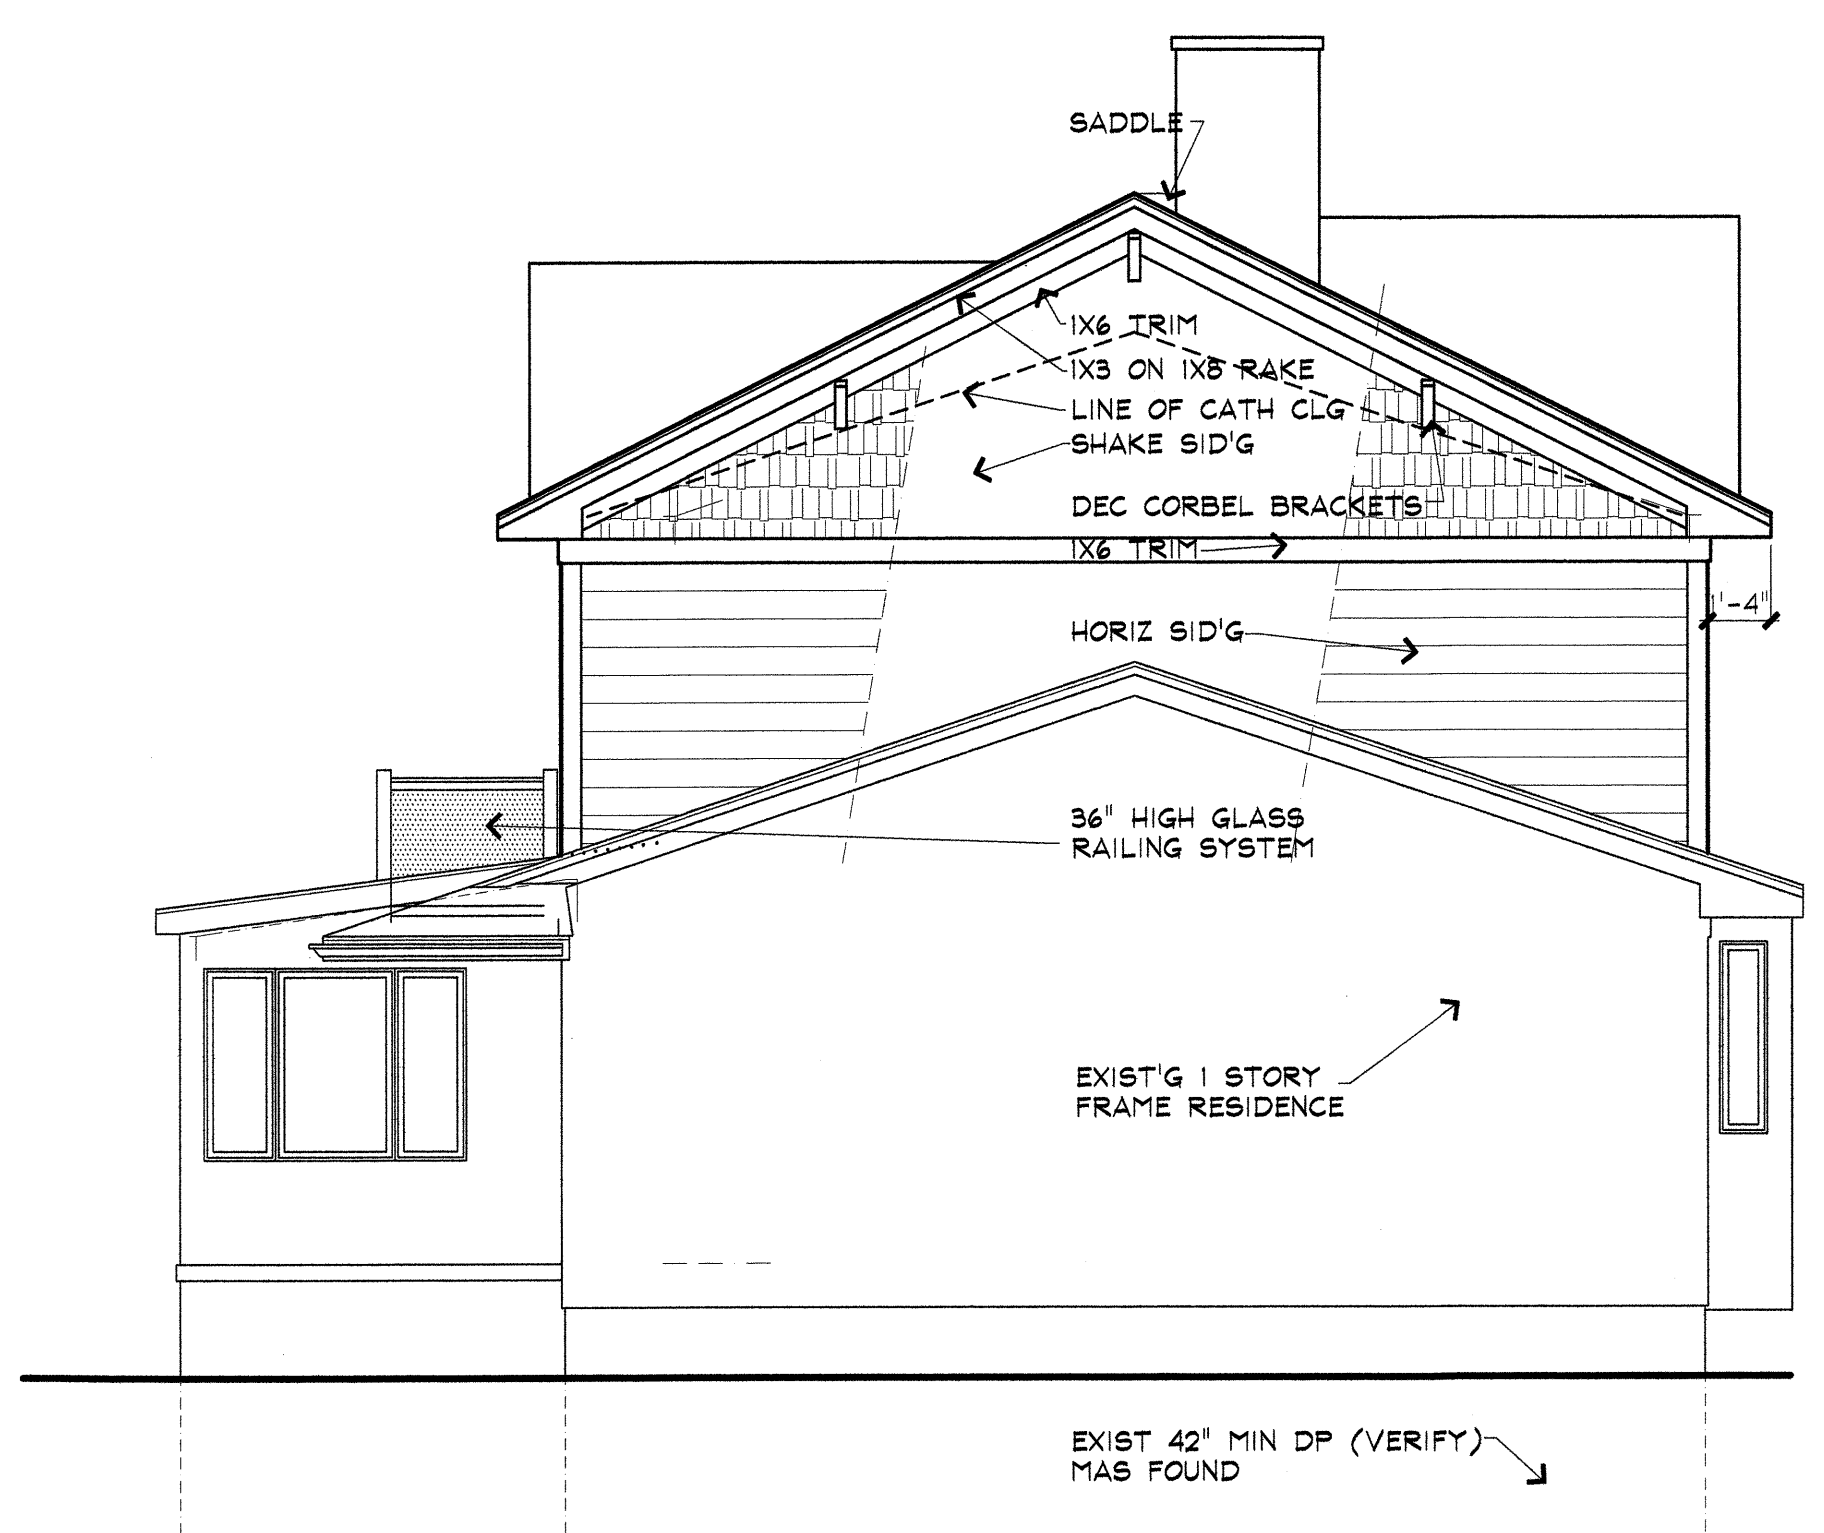 SADDLE
1X6 TRIM
1X3 ON 1X8 RAKE
LINE OF CATH CLG
SHAKE SID'G
DEC CORBEL BRACKETS
1X6 TRIM
1'-4"
HORIZ SID'G
36" HIGH GLASS
RAILING SYSTEM
EXIST'G 1 STORY
FRAME RESIDENCE
EXIST 42" MIN DP (VERIFY)
MAS FOUND